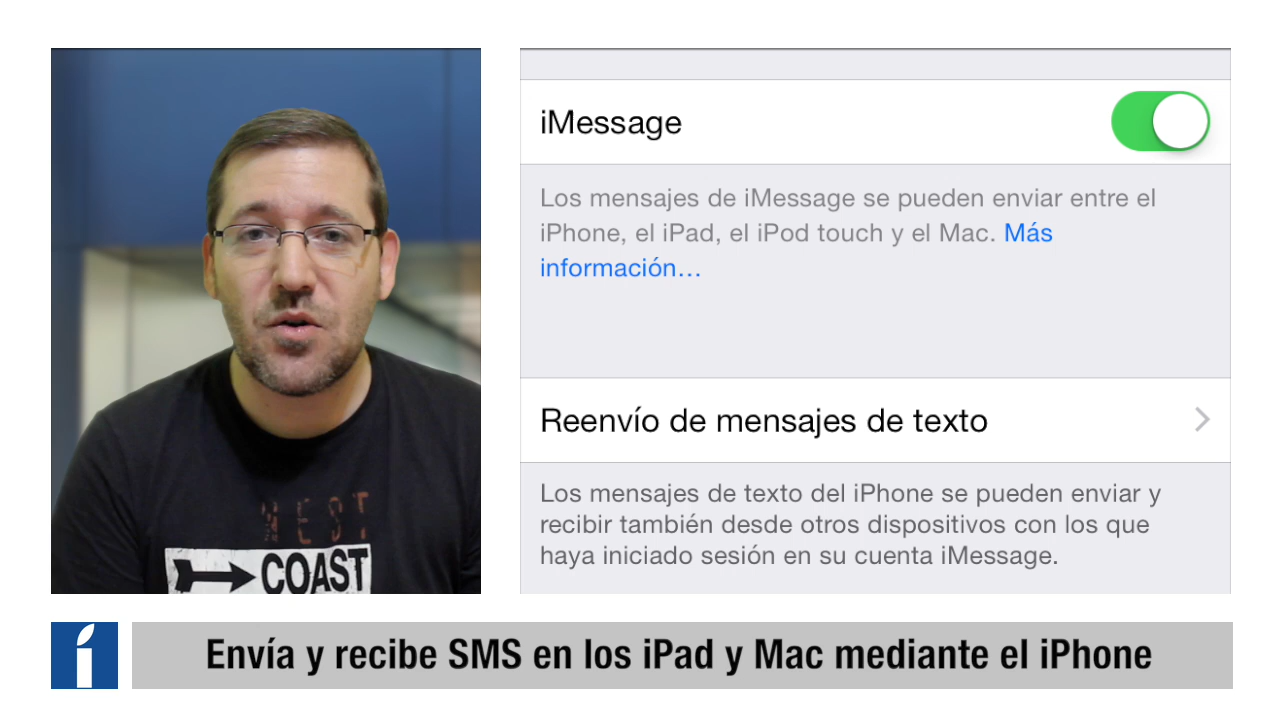 iMessage
Los mensajes de iMessage se pueden enviar entre el
iPhone, el iPad, el iPod touch y el Mac. Más
información...
Reenvío de mensajes de texto
Los mensajes de texto del iPhone se pueden enviar y
recibir también desde otros dispositivos con los que
haya iniciado sesión en su cuenta iMessage.
WEST
COAST
í
Envía y recibe SMS en los iPad y Mac mediante el iPhone